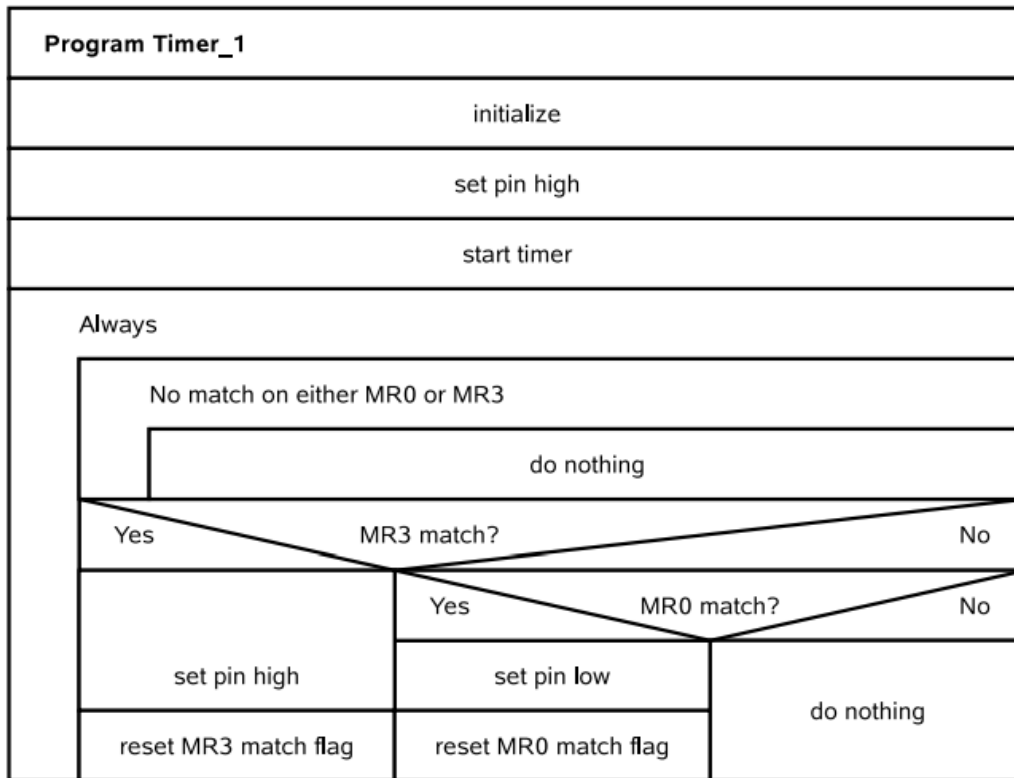 Program Timer_1
initialize
set pin high
start timer
Always
No match on either MR0 or MR3
do nothing
Yes MR3 match? No
Yes MR0 match? No
set pin high set pin low
do nothing
reset MR3 match flag reset MR0 match flag